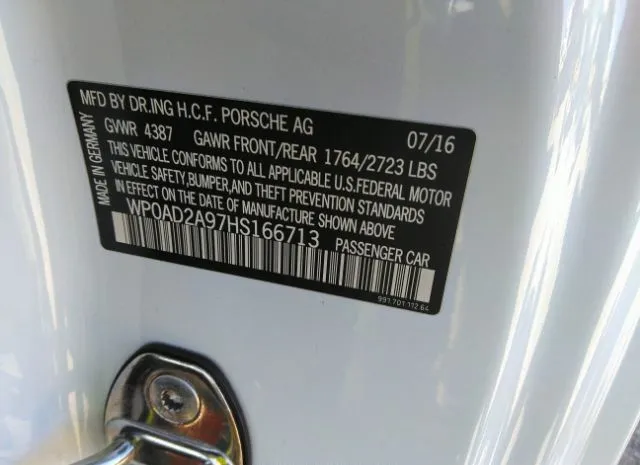 MFD BY DR.ING H.C.F. PORSCHE AG 07/16
GVWR 4387 GAWR FRONT/REAR 1764/2723 LBS
THIS VEHICLE CONFORMS TO ALL APPLICABLE U.S.FEDERAL MOTOR
VEHICLE SAFETY,BUMPER,AND THEFT PREVENTION STANDARDS
IN EFFECT ON THE DATE OF MANUFACTURE SHOWN ABOVE
WP0AD2A97HS166713
PASSENGER CAR
MADE IN GERMANY
991 701 112 64